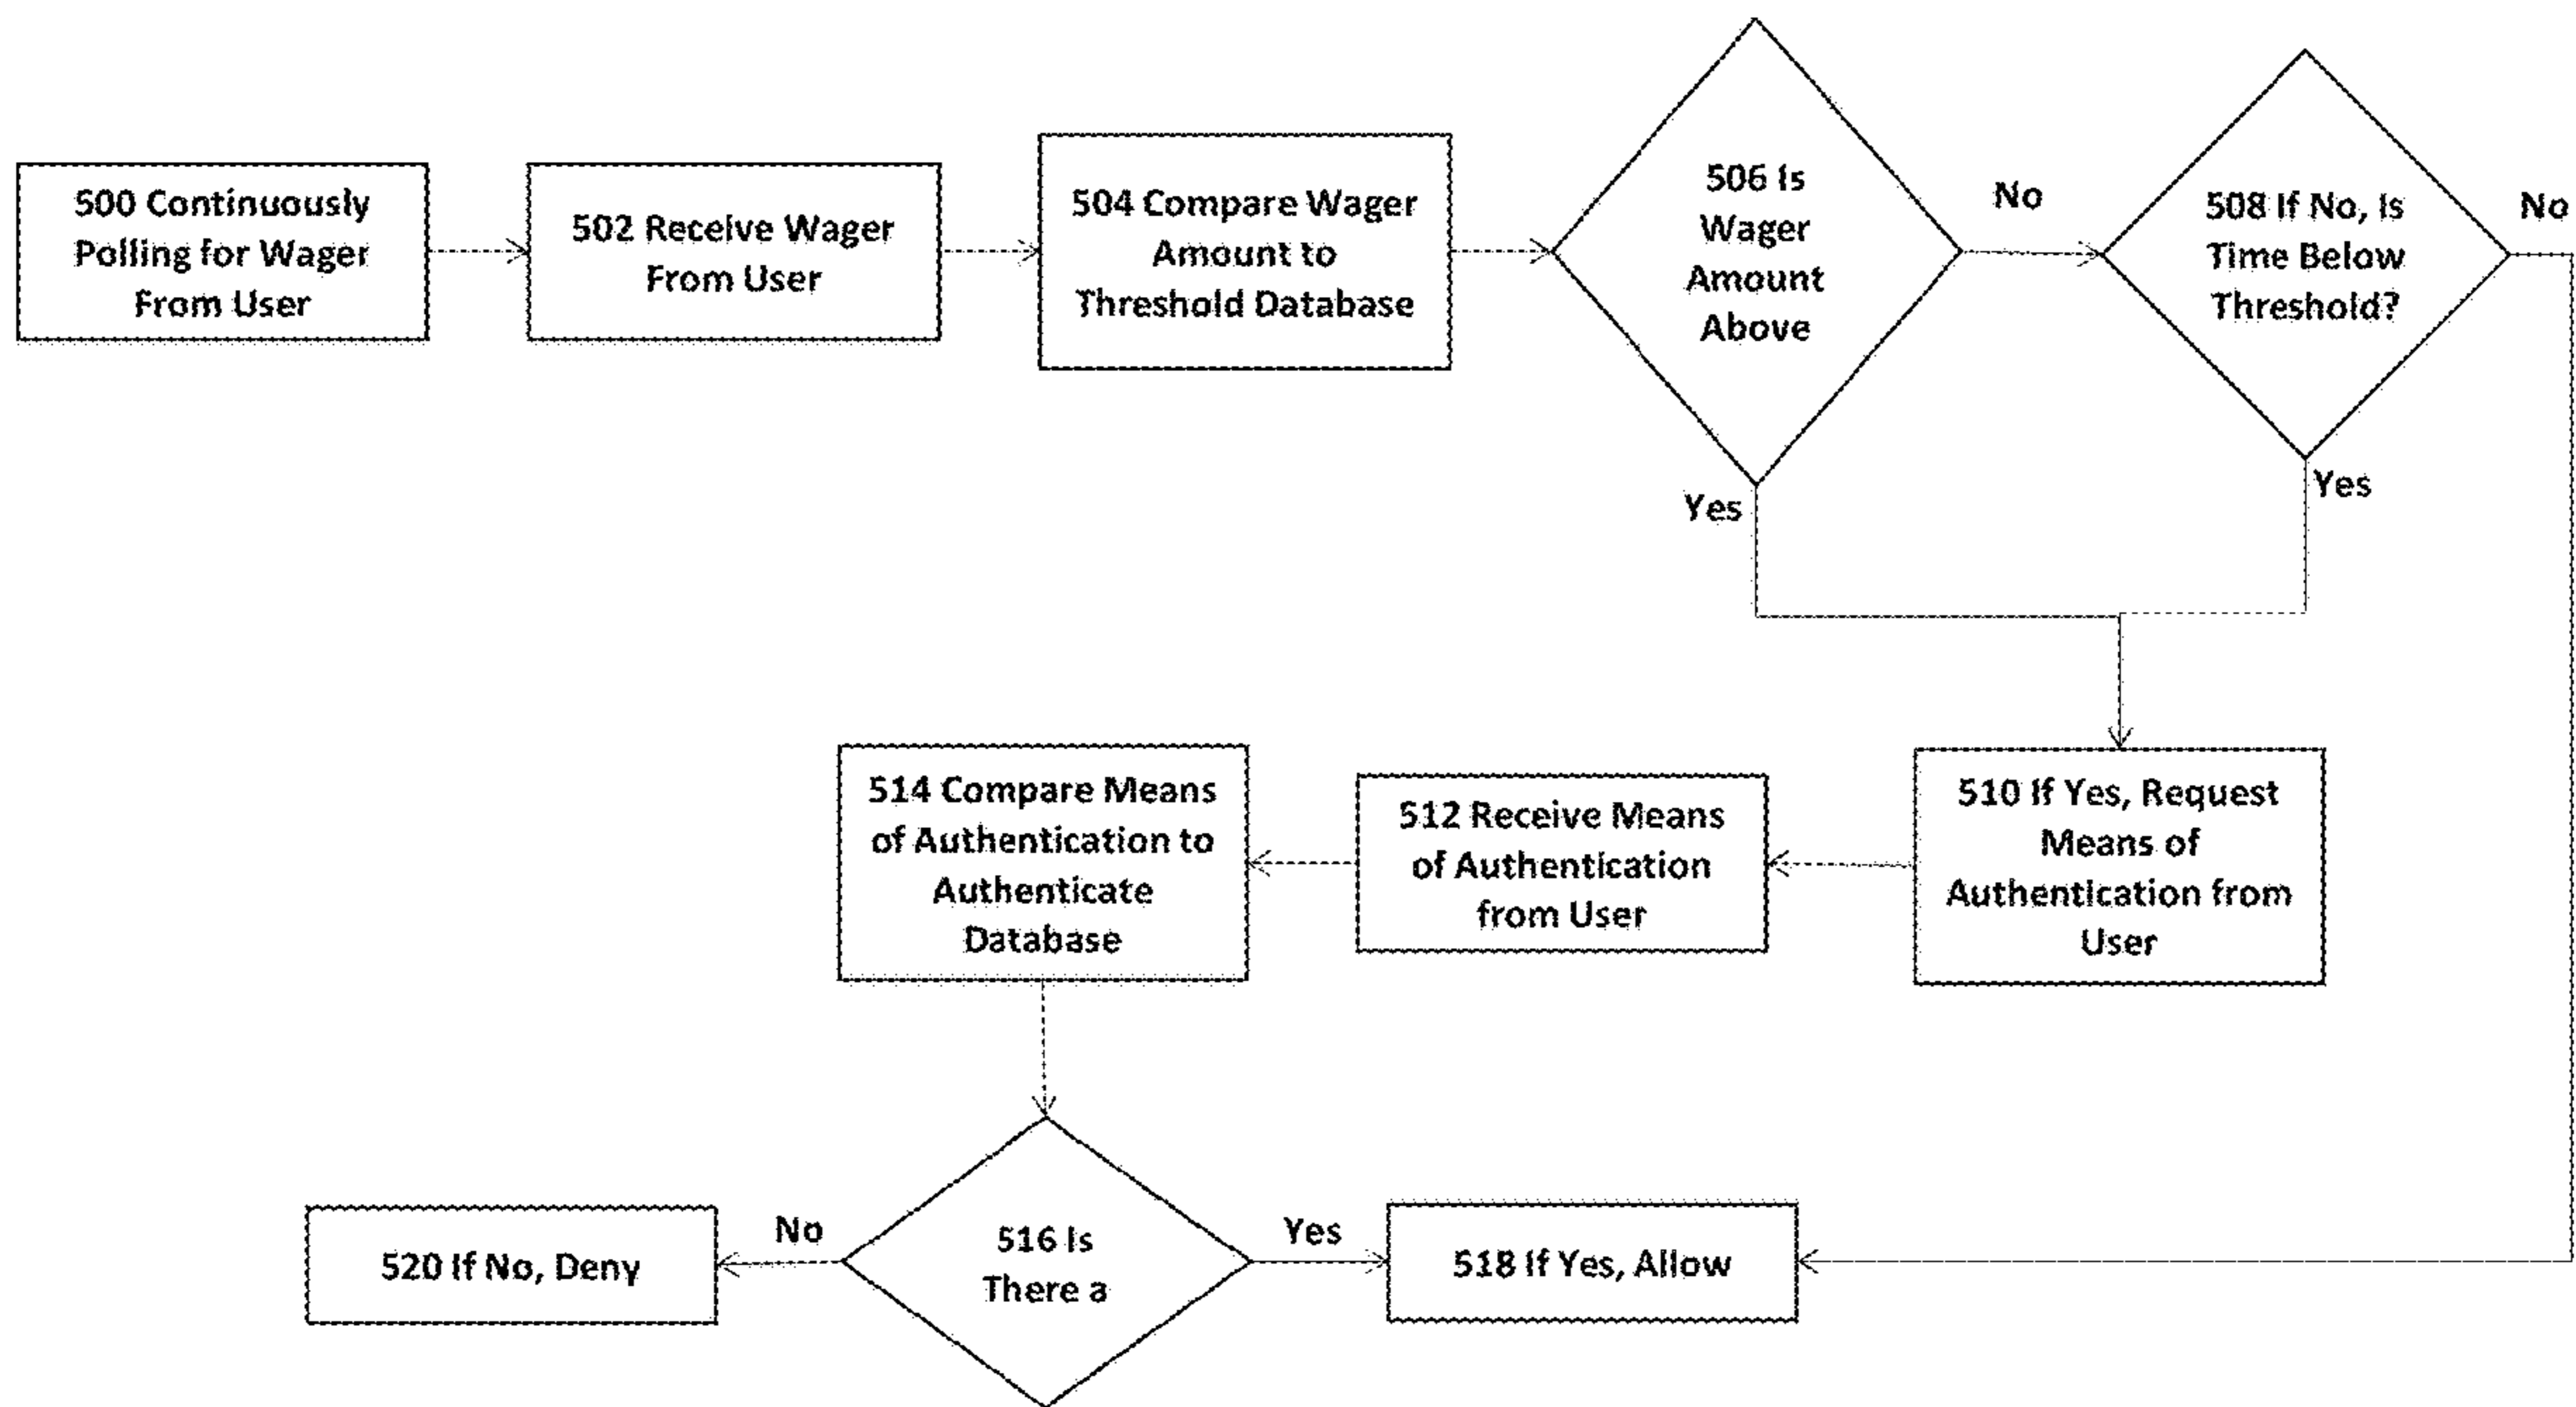 500 Continuously
Polling for Wager
From User
502 Receive Wager
From User
504 Compare Wager
Amount to
Threshold Database
506 Is
Wager
Amount
Above
No
508 If No, Is
Time Below
Threshold?
No
Yes
Yes
514 Compare Means
of Authentication to
Authenticate
Database
512 Receive Means
of Authentication
from User
510 If Yes, Request
Means of
Authentication from
User
520 If No, Deny
No
516 Is
There a
Yes
518 If Yes, Allow